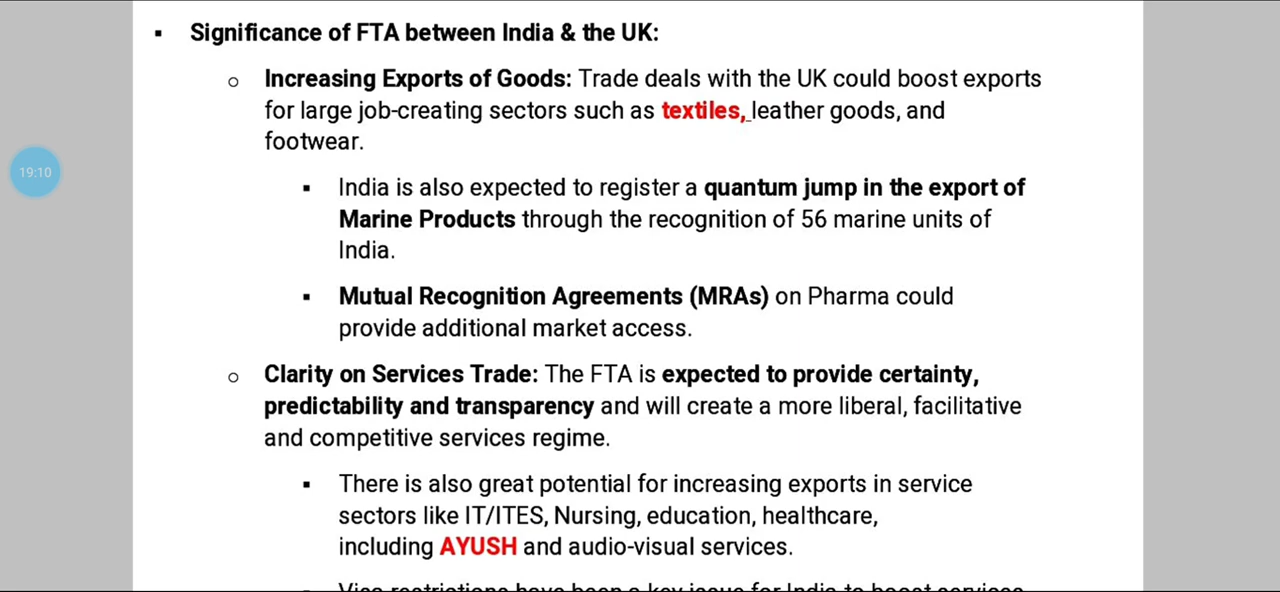 ▪ Significance of FTA between India & the UK:
o Increasing Exports of Goods: Trade deals with the UK could boost exports
for large job-creating sectors such as textiles, leather goods, and
footwear.
19:10
▪ India is also expected to register a quantum jump in the export of
Marine Products through the recognition of 56 marine units of
India.
▪ Mutual Recognition Agreements (MRAs) on Pharma could
provide additional market access.
o Clarity on Services Trade: The FTA is expected to provide certainty,
predictability and transparency and will create a more liberal, facilitative
and competitive services regime.
▪ There is also great potential for increasing exports in service
sectors like IT/ITES, Nursing, education, healthcare,
including AYUSH and audio-visual services.
▪ Visa restrictions have been a key issue for India to boost services